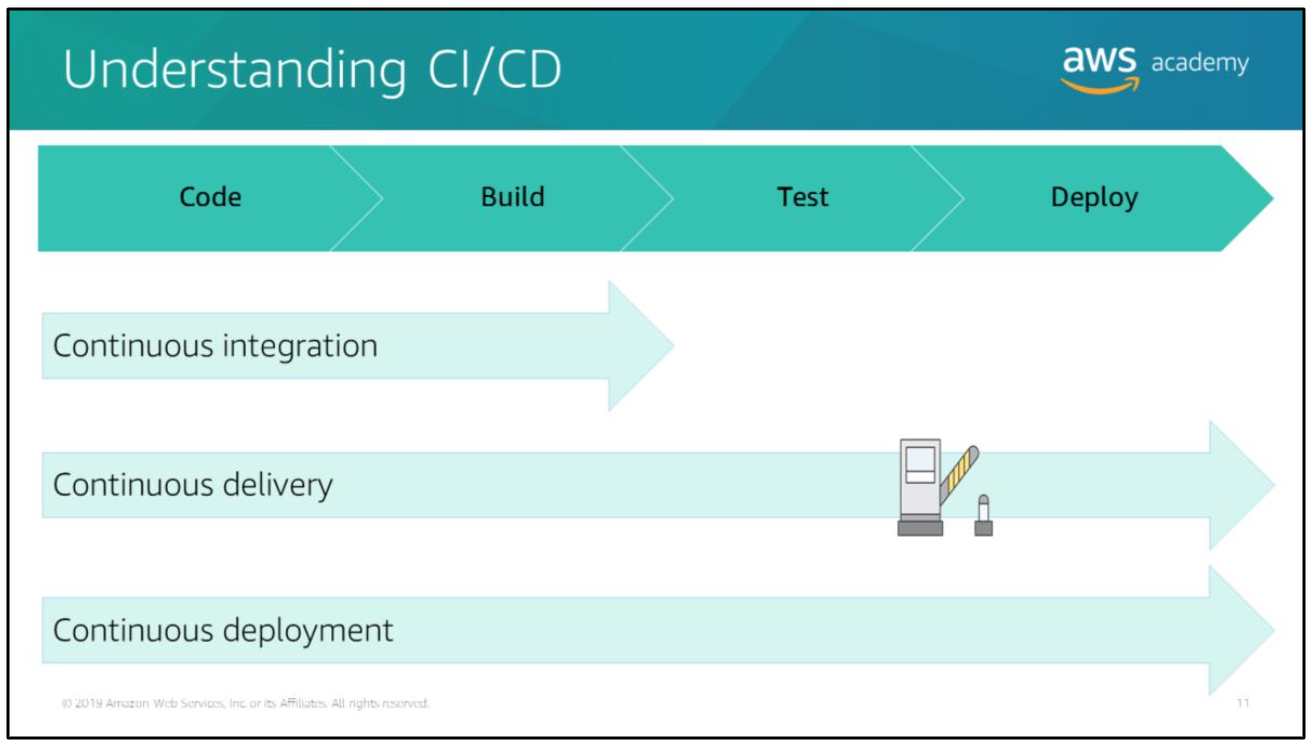 Understanding CI/CD
aws academy
Code
Build
Test
Deploy
Continuous integration
Continuous delivery
Continuous deployment
© 2019 Amazon Web Services, Inc. or its Affiliates. All rights reserved.
11